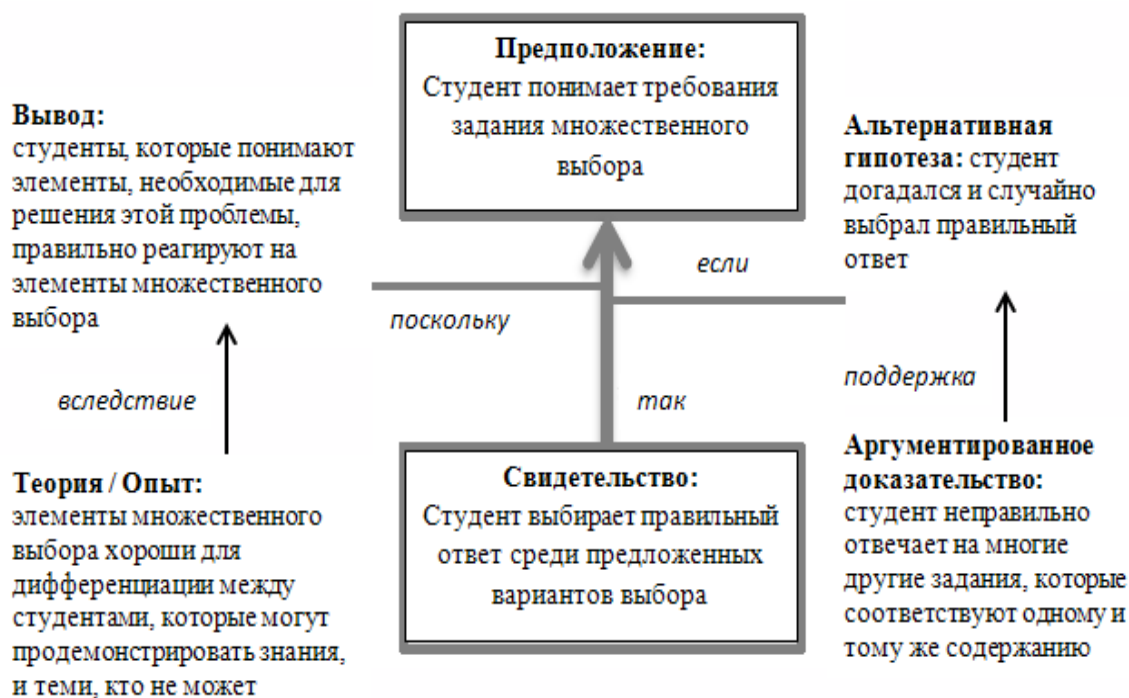 Предположение:
Студент понимает требования
задания множественного
выбора
Вывод:
студенты, которые понимают
элементы, необходимые для
решения этой проблемы,
правильно реагируют на
элементы множественного
выбора
Альтернативная
гипотеза: студент
догадался и случайно
выбрал правильный
ответ
если
поскольку
вследствие
так
поддержка
Теория / Опыт:
элементы множественного
выбора хороши для
дифференциации между
студентами, которые могут
продемонстрировать знания,
и теми, кто не может
Свидетельство:
Студент выбирает правильный
ответ среди предложенных
вариантов выбора
Аргументированное
доказательство:
студент неправильно
отвечает на многие
другие задания, которые
соответствуют одному и
тому же содержанию